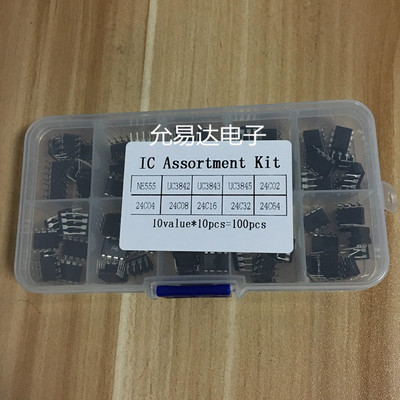 允易达电子
IC Assortment Kit
NE555 UC3842 UC3843 UC3845 24C02
24C04 24C08 24C16 24C32 24C64
10value*10pcs=100pcs